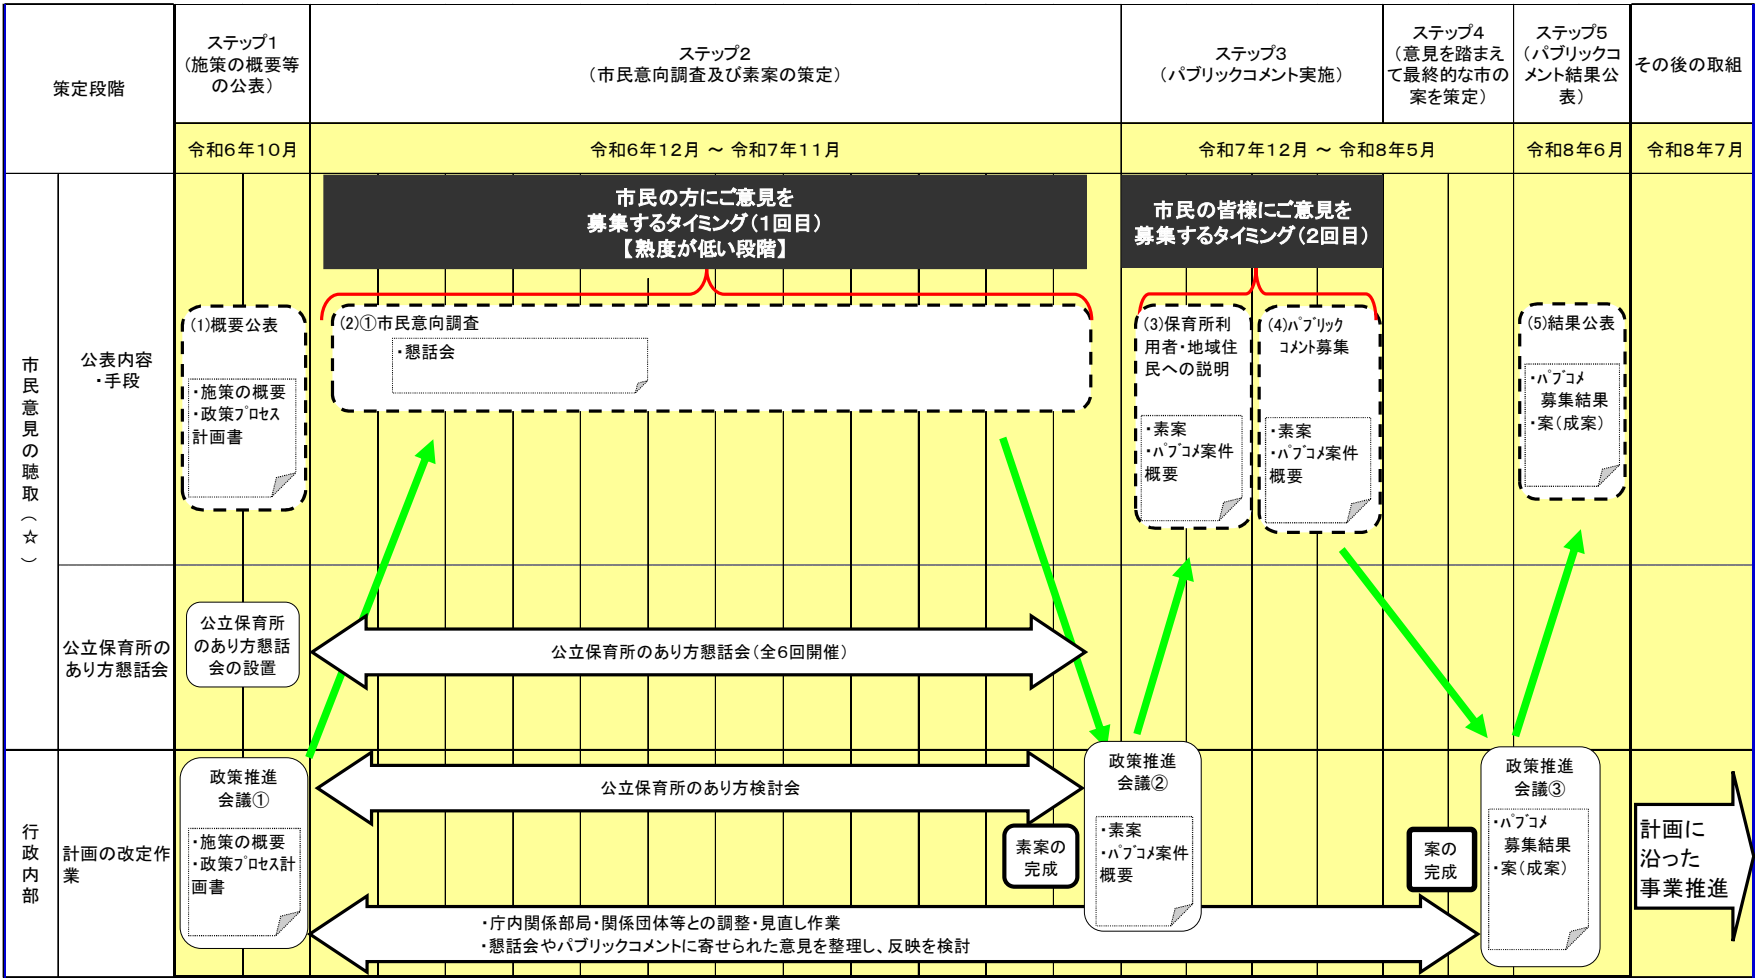 策定段階
ステップ1
（施策の概要等
の公表）
ステップ2
（市民意向調査及び素案の策定）
ステップ3
（パブリックコメント実施）
ステップ4
（意見を踏まえ
て最終的な市の
案を策定）
ステップ5
（パブリックコ
メント結果公
表）
その後の取組
令和6年10月
令和6年12月 ～ 令和7年11月
令和7年12月 ～ 令和8年5月
令和8年6月
令和8年7月
市民意見の聴取（☆）
公表内容
・手段
市民の方にご意見を
募集するタイミング（1回目）
【熟度が低い段階】
市民の皆様にご意見を
募集するタイミング（2回目）
(1)概要公表
・施策の概要
・政策プロセス
計画書
(2)①市民意向調査
・懇話会
(3)保育所利
用者・地域住
民への説明
・素案
・パブコメ案件
概要
(4)パブリック
コメント募集
・素案
・パブコメ案件
概要
(5)結果公表
・パブコメ
募集結果
・案（成案）
公立保育所の
あり方懇話会
公立保育所
のあり方懇話
会の設置
公立保育所のあり方懇話会（全6回開催）
行政内部
計画の改定作
業
政策推進
会議①
・施策の概要
・政策プロセス計
画書
公立保育所のあり方検討会
素案の
完成
政策推進
会議②
・素案
・パブコメ案件
概要
案の
完成
政策推進
会議③
・パブコメ
募集結果
・案（成案）
計画に
沿った
事業推進
・庁内関係部局・関係団体等との調整・見直し作業
・懇話会やパブリックコメントに寄せられた意見を整理し、反映を検討